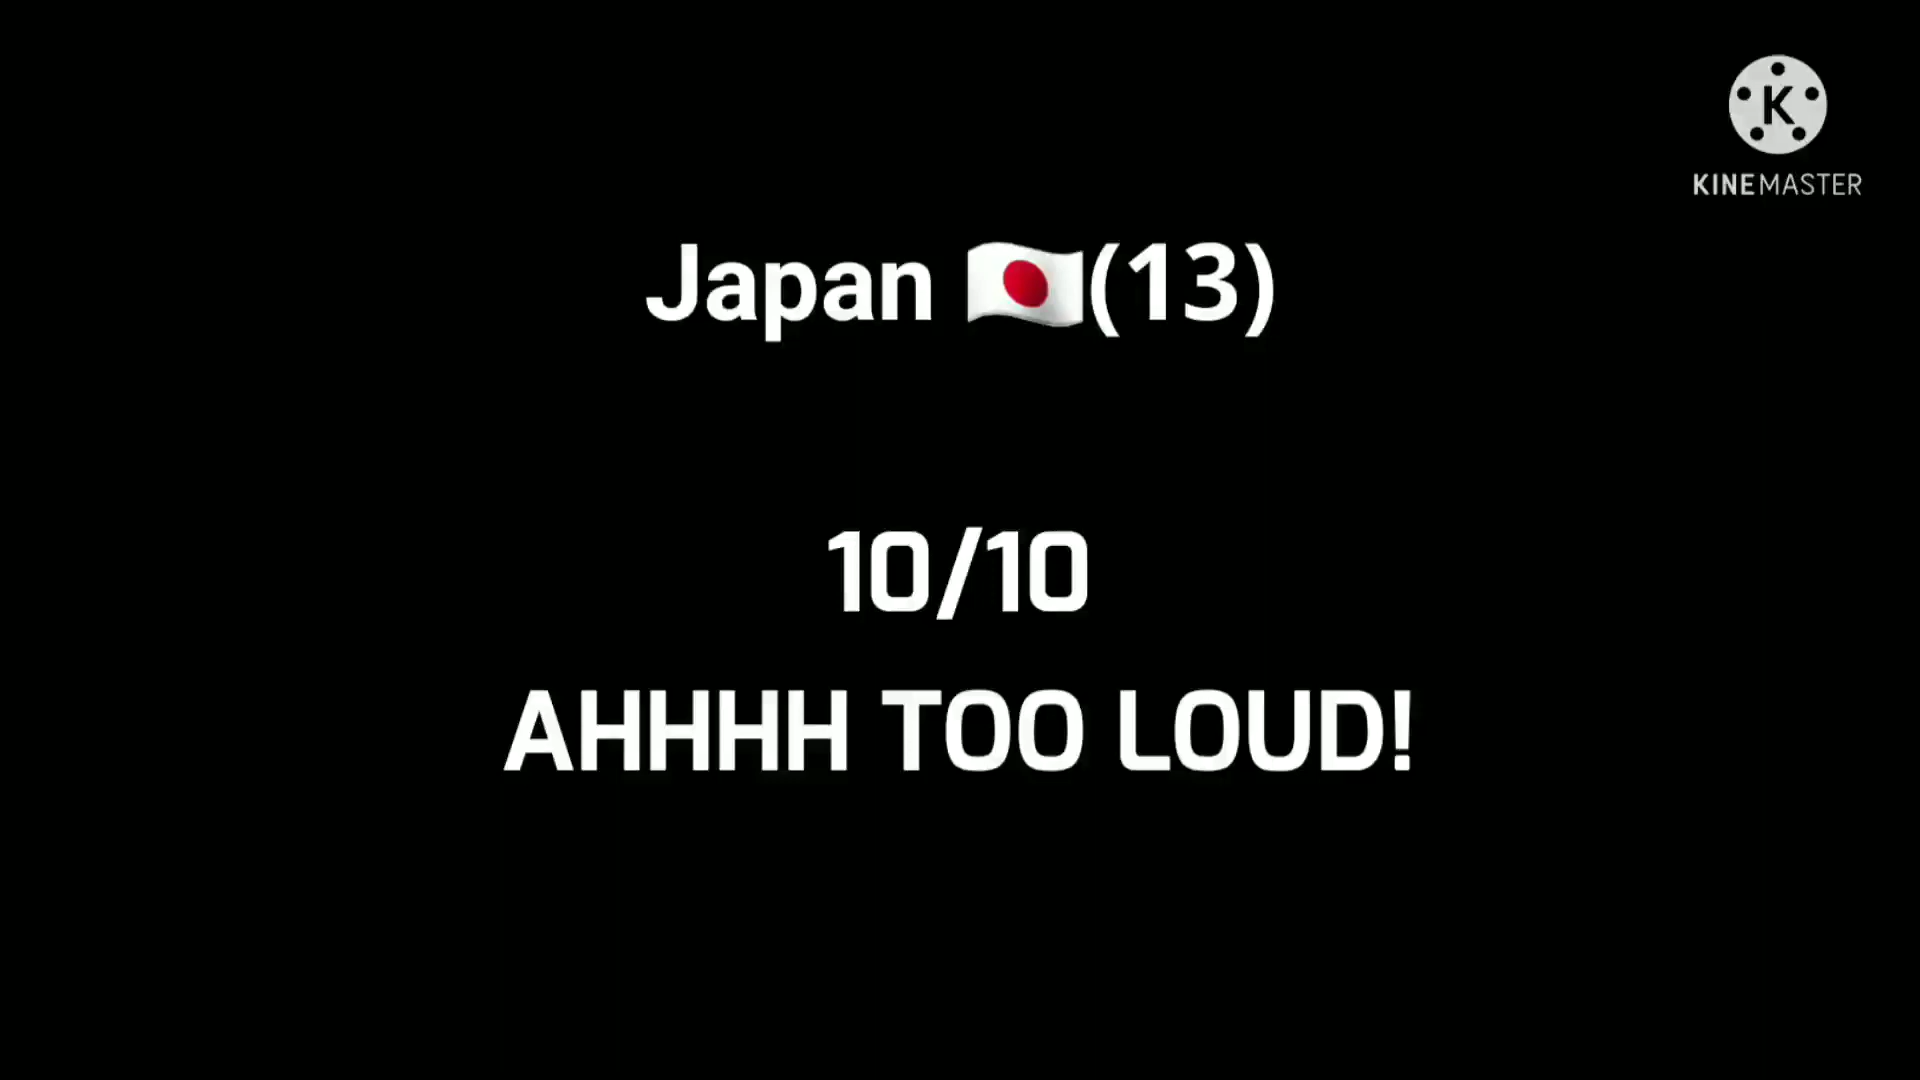 K
KINEMASTER
Japan 🇯🇵(13)
10/10
AHHHH TOO LOUD!